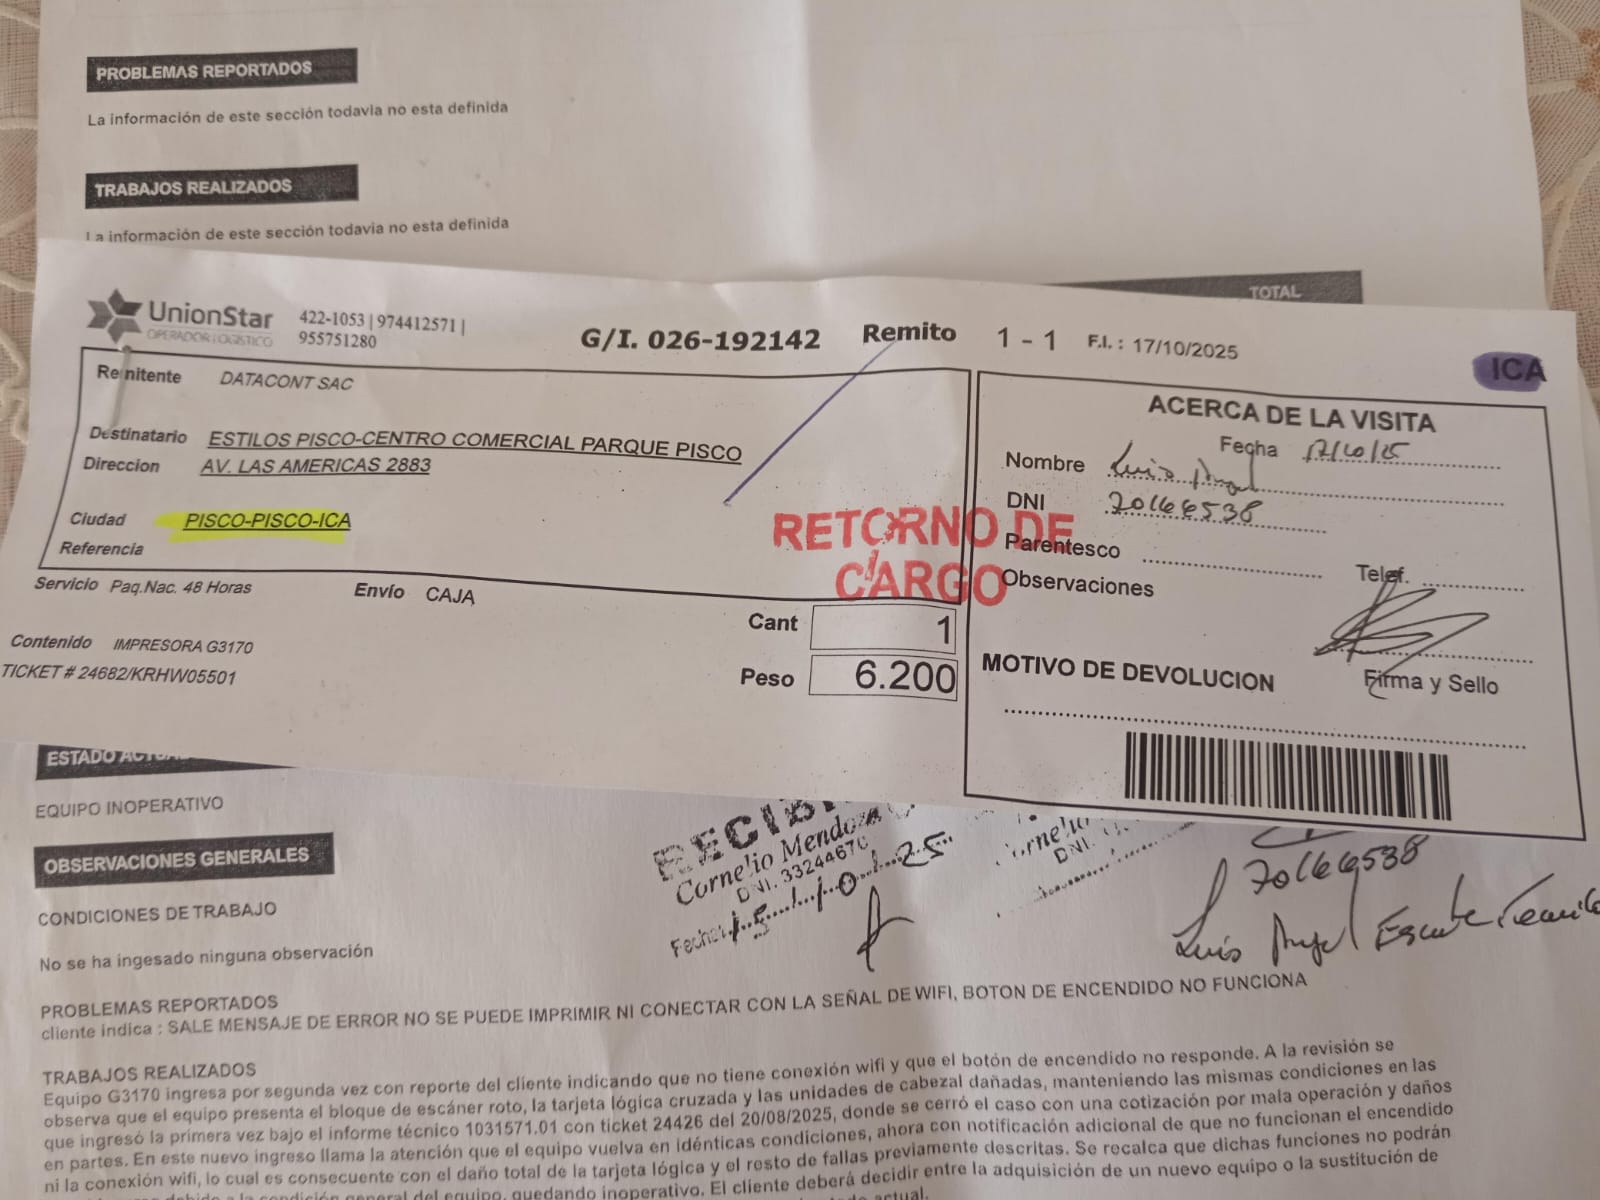 PROBLEMAS REPORTADOS
La información de este sección todavia no esta definida
TRABAJOS REALIZADOS
La información de este sección todavia no esta definida
TOTAL
UnionStar
OPERADOR LOGISTICO
422-1053 | 974412571 |
955751280
G/I. 026-192142 Remito 1 - 1 F.I. : 17/10/2025
ICA
Remitente DATACONT SAC
Destinatario ESTILOS PISCO-CENTRO COMERCIAL PARQUE PISCO
Direccion AV. LAS AMERICAS 2883
Ciudad PISCO-PISCO-ICA
Referencia
Servicio Paq.Nac. 48 Horas Envío CAJA
Contenido IMPRESORA G3170
TICKET # 24682/KRHW05501
Cant 1
Peso 6.200
RETORNO DE
CARGO
ACERCA DE LA VISITA
Fecha 17/10/25
Nombre Luis Angel
DNI 70166538
Parentesco
Telef.
Observaciones
Firma y Sello
MOTIVO DE DEVOLUCION
EQUIPO INOPERATIVO
OBSERVACIONES GENERALES
CONDICIONES DE TRABAJO
No se ha ingesado ninguna observación
Cornelio Mendoza
DNI. 33244670
Fecha:
DNI.
70166538
Luis Angel
PROBLEMAS REPORTADOS
cliente indica : SALE MENSAJE DE ERROR NO SE PUEDE IMPRIMIR NI CONECTAR CON LA SEÑAL DE WIFI, BOTON DE ENCENDIDO NO FUNCIONA
TRABAJOS REALIZADOS
Equipo G3170 ingresa por segunda vez con reporte del cliente indicando que no tiene conexión wifi y que el botón de encendido no responde. A la revisión se
observa que el equipo presenta el bloque de escáner roto, la tarjeta lógica cruzada y las unidades de cabezal dañadas, manteniendo las mismas condiciones en las
que ingresó la primera vez bajo el informe técnico 1031571.01 con ticket 24426 del 20/08/2025, donde se cerró el caso con una cotización por mala operación y daños
en partes. En este nuevo ingreso llama la atención que el equipo vuelva en idénticas condiciones, ahora con notificación adicional de que no funcionan el encendido
ni la conexión wifi, lo cual es consecuente con el daño total de la tarjeta lógica y el resto de fallas previamente descritas. Se recalca que dichas funciones no podrán
general del equipo, quedando inoperativo. El cliente deberá decidir entre la adquisición de un nuevo equipo o la sustitución de
actual.